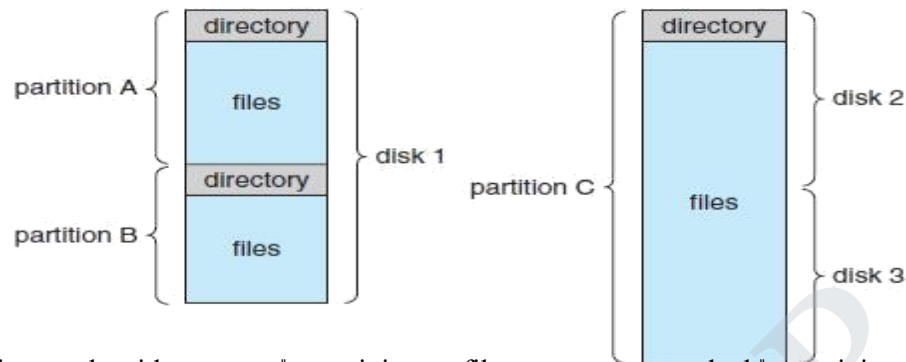 directory
partition A
files
disk 1
directory
partition B
files
directory
disk 2
partition C
files
disk 3